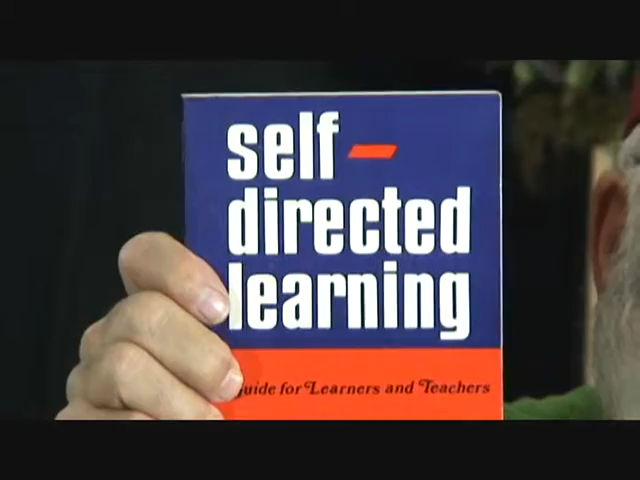 self-
directed
learning
uide for Learners and Teachers